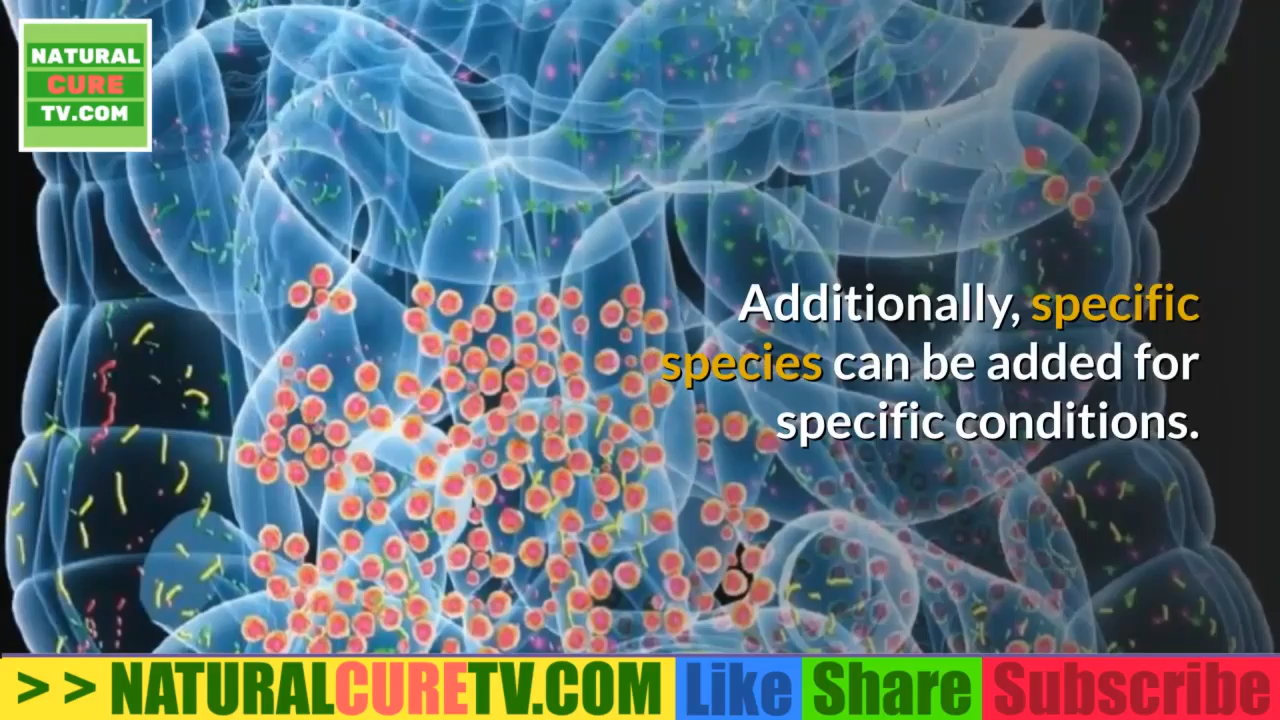 NATURAL
CURE
TV.COM
Additionally, specific
species can be added for
specific conditions.
> > NATURALCURETV.COM Like Share Subscribe